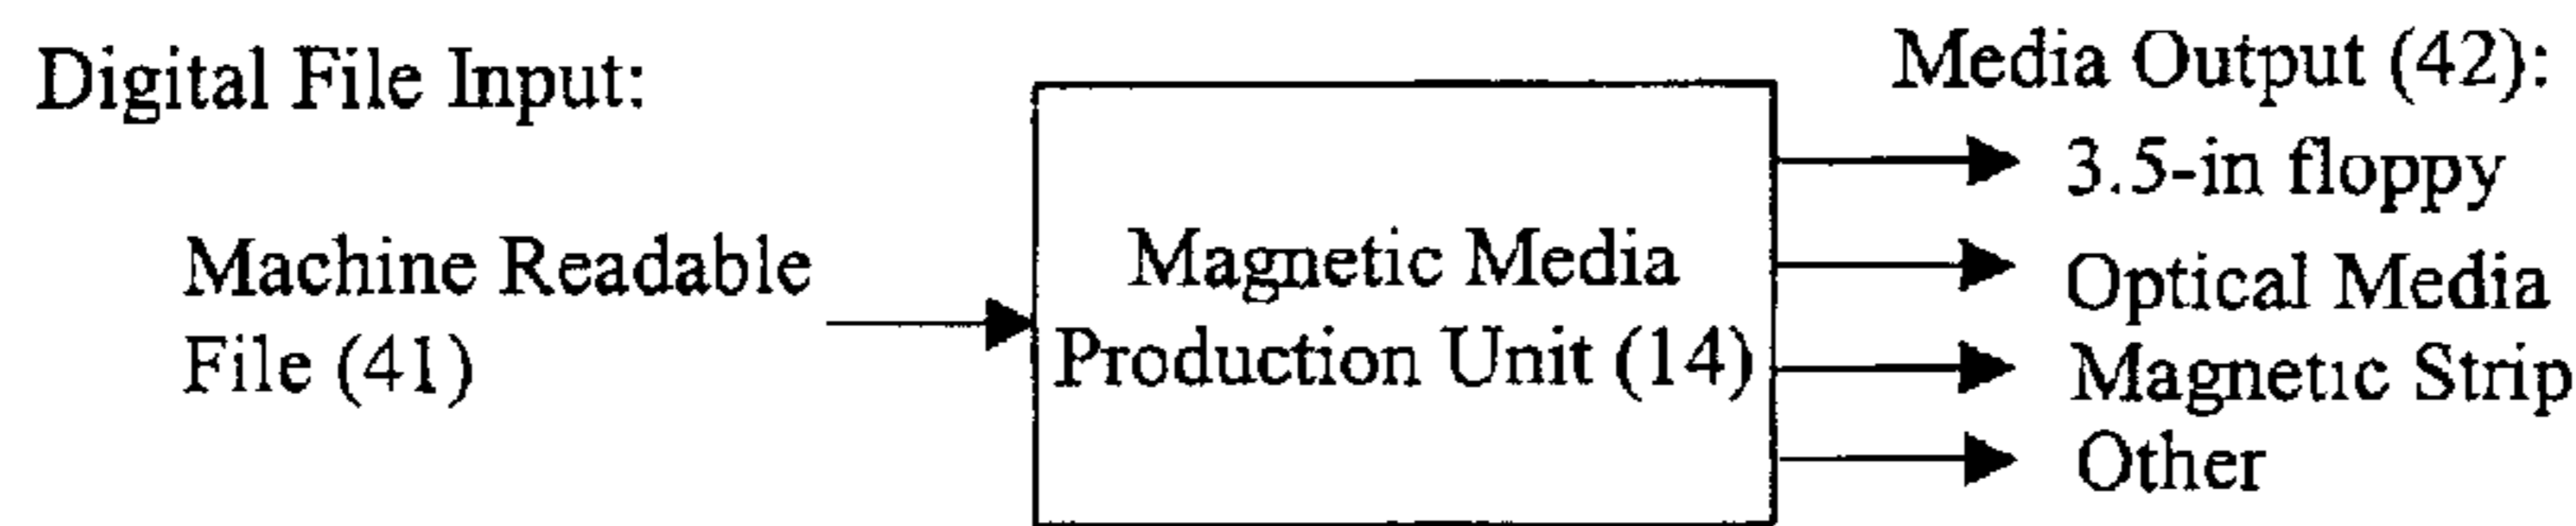 Digital File Input:
Machine Readable
File (41)
Magnetic Media
Production Unit (14)
Media Output (42):
3.5-in floppy
Optical Media
Magnetic Strip
Other